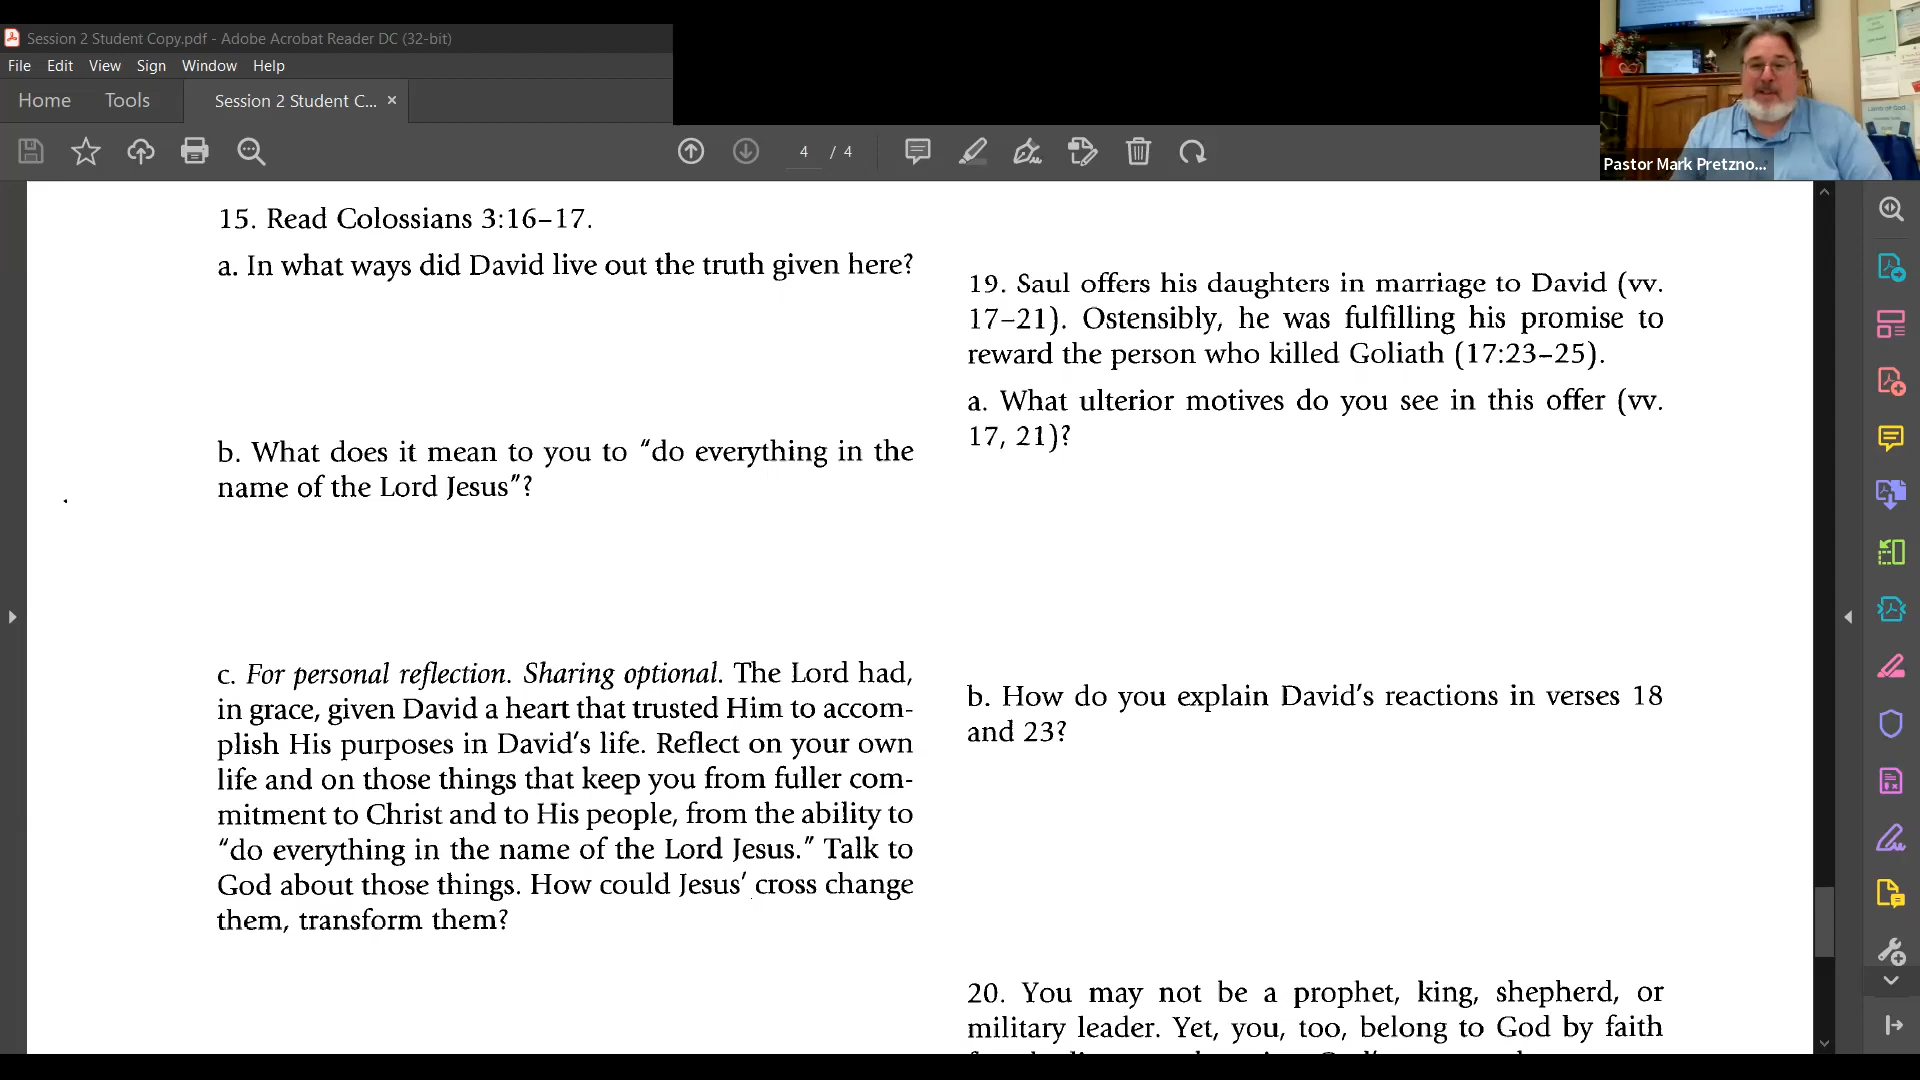 Session 2 Student Copy.pdf - Adobe Acrobat Reader DC (32-bit)
File Edit View Sign Window Help
Home Tools Session 2 Student C... ×
4 / 4
Pastor Mark Pretzno...
15. Read Colossians 3:16–17.
a. In what ways did David live out the truth given here?
b. What does it mean to you to “do everything in the
name of the Lord Jesus”?
c. For personal reflection. Sharing optional. The Lord had,
in grace, given David a heart that trusted Him to accom-
plish His purposes in David’s life. Reflect on your own
life and on those things that keep you from fuller com-
mitment to Christ and to His people, from the ability to
“do everything in the name of the Lord Jesus.” Talk to
God about those things. How could Jesus’ cross change
them, transform them?
19. Saul offers his daughters in marriage to David (vv.
17–21). Ostensibly, he was fulfilling his promise to
reward the person who killed Goliath (17:23–25).
a. What ulterior motives do you see in this offer (vv.
17, 21)?
b. How do you explain David’s reactions in verses 18
and 23?
20. You may not be a prophet, king, shepherd, or
military leader. Yet, you, too, belong to God by faith